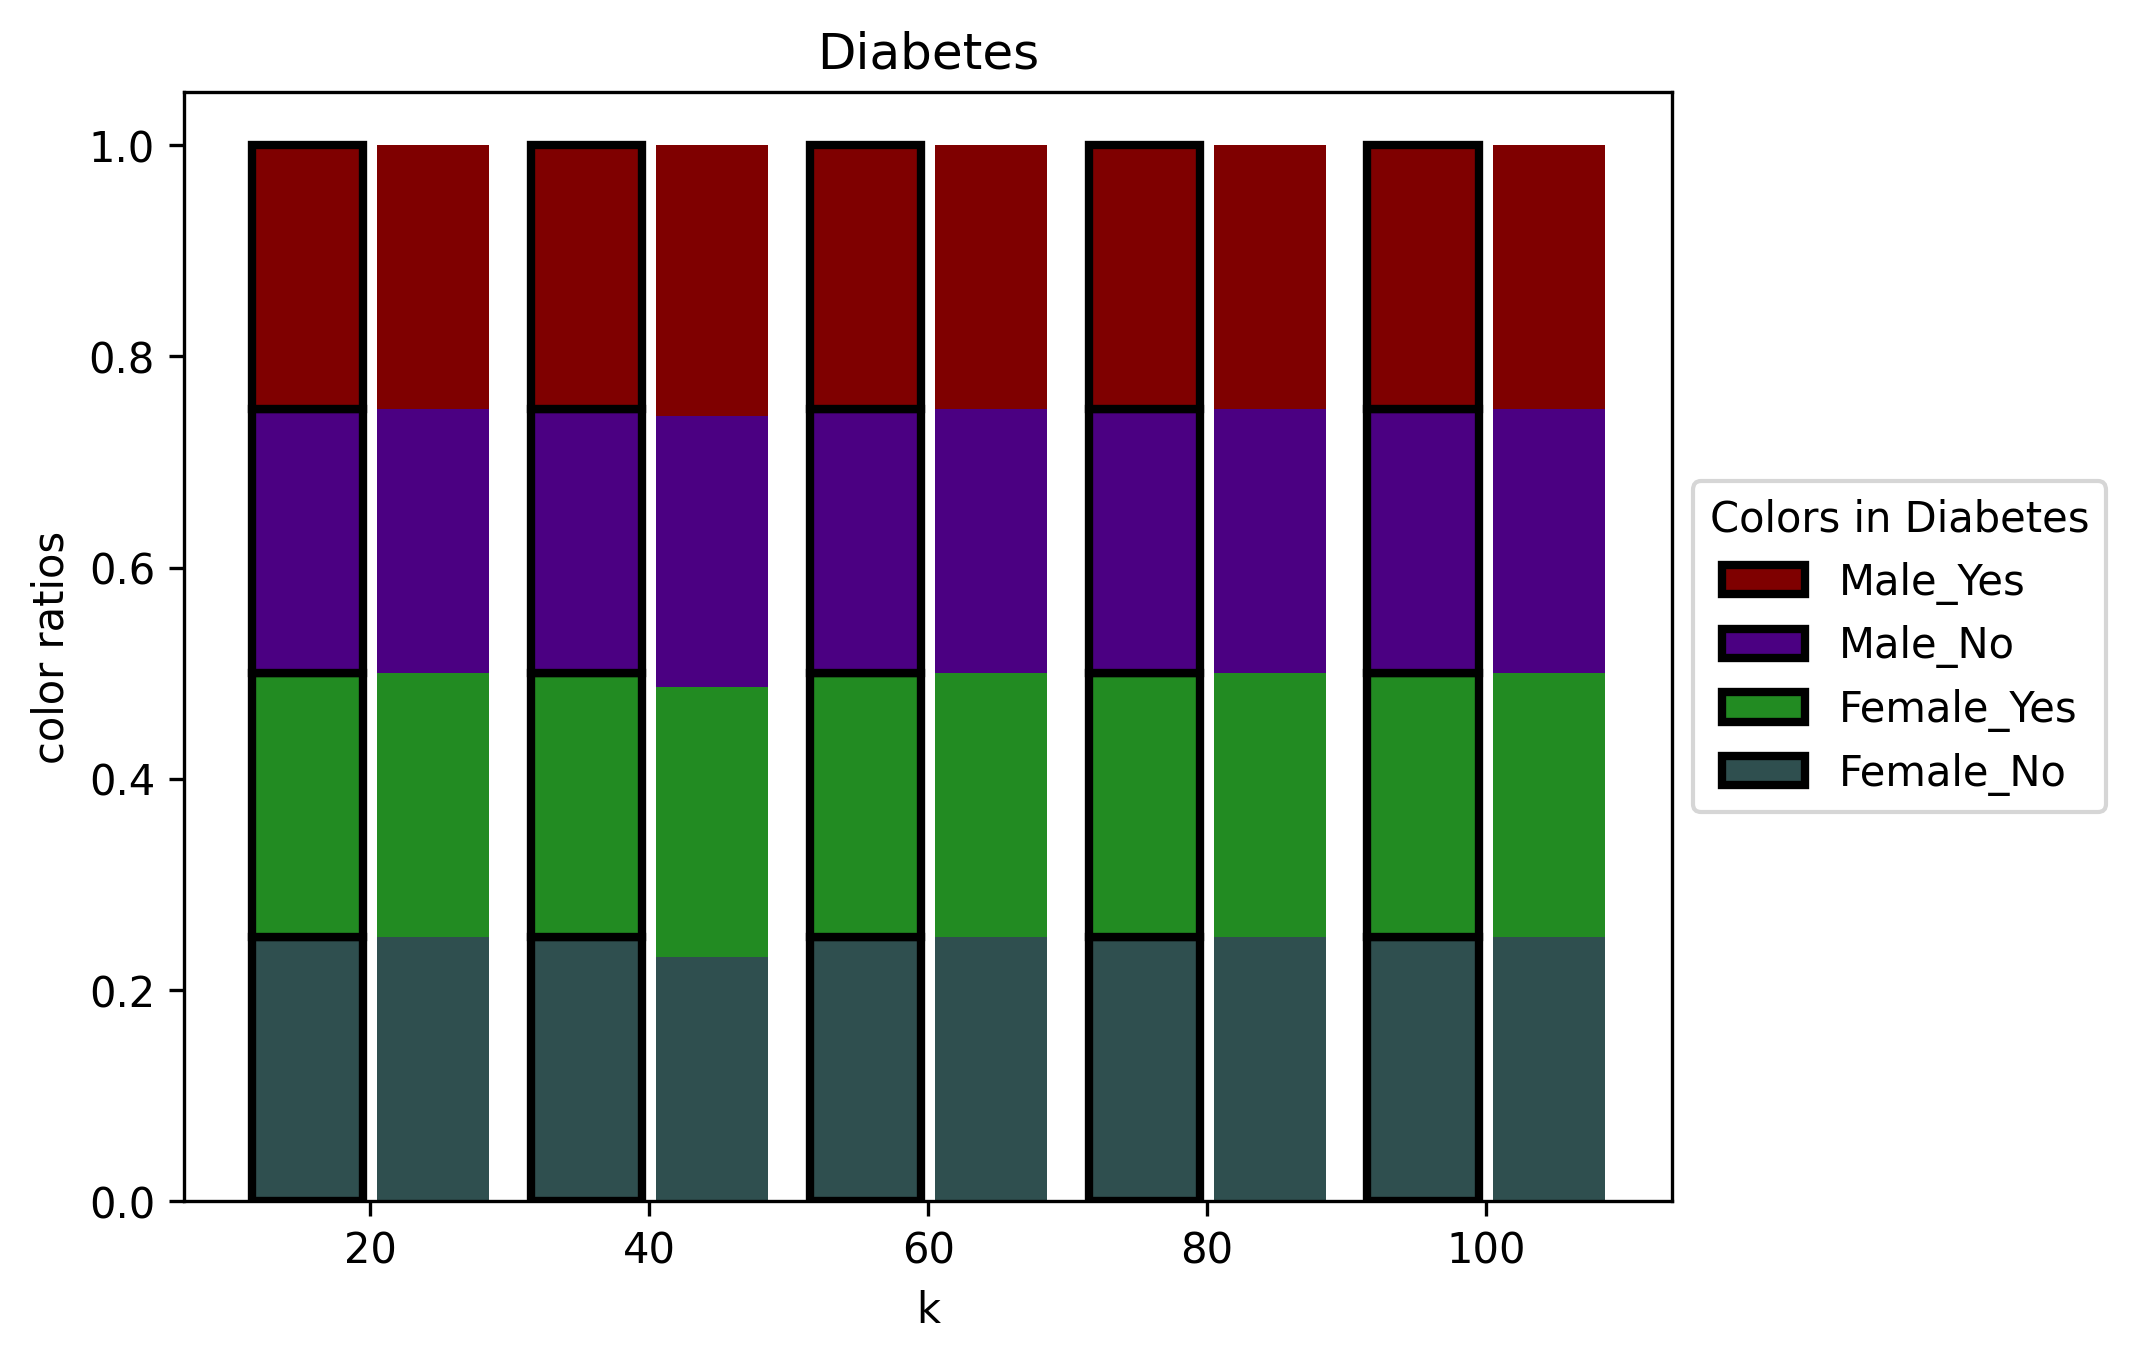 Diabetes
1.0
0.8
0.6
0.4
0.2
0.0
color ratios
20 40 60 80 100
k
Colors in Diabetes
Male_Yes
Male_No
Female_Yes
Female_No